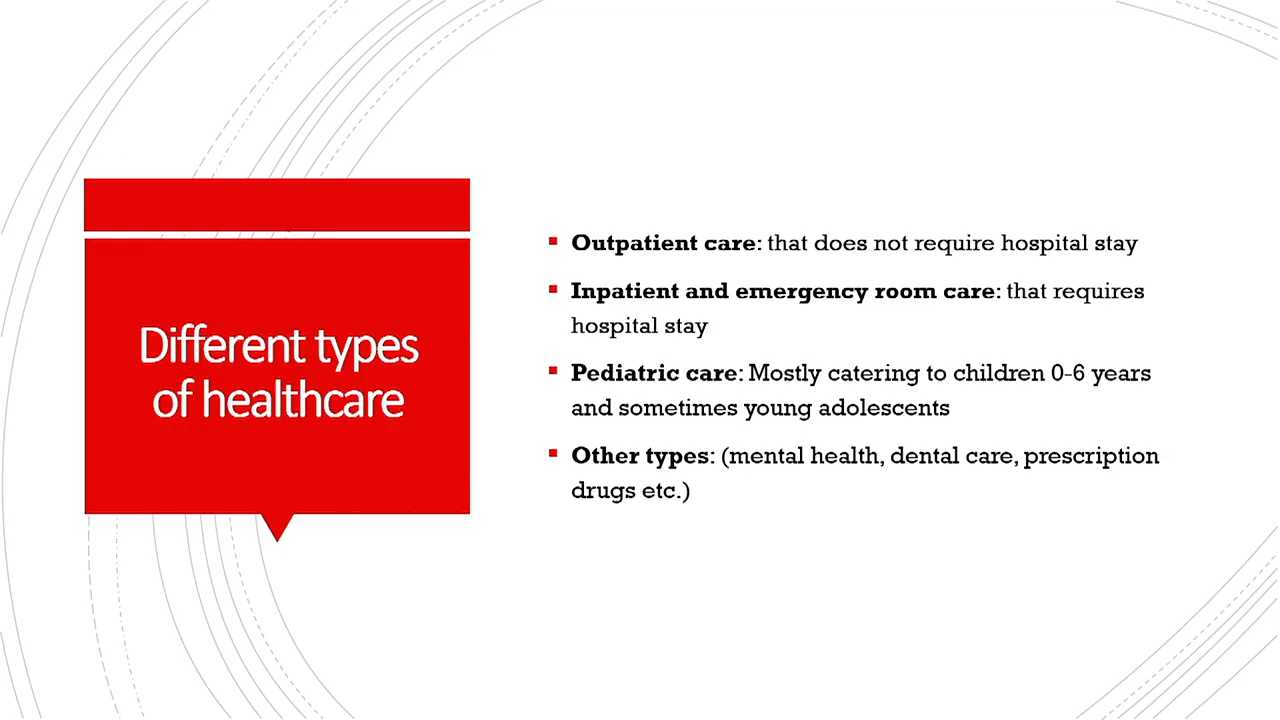 Different types
of healthcare
Outpatient care: that does not require hospital stay
Inpatient and emergency room care: that requires
hospital stay
Pediatric care: Mostly catering to children 0-6 years
and sometimes young adolescents
Other types: (mental health, dental care, prescription
drugs etc.)